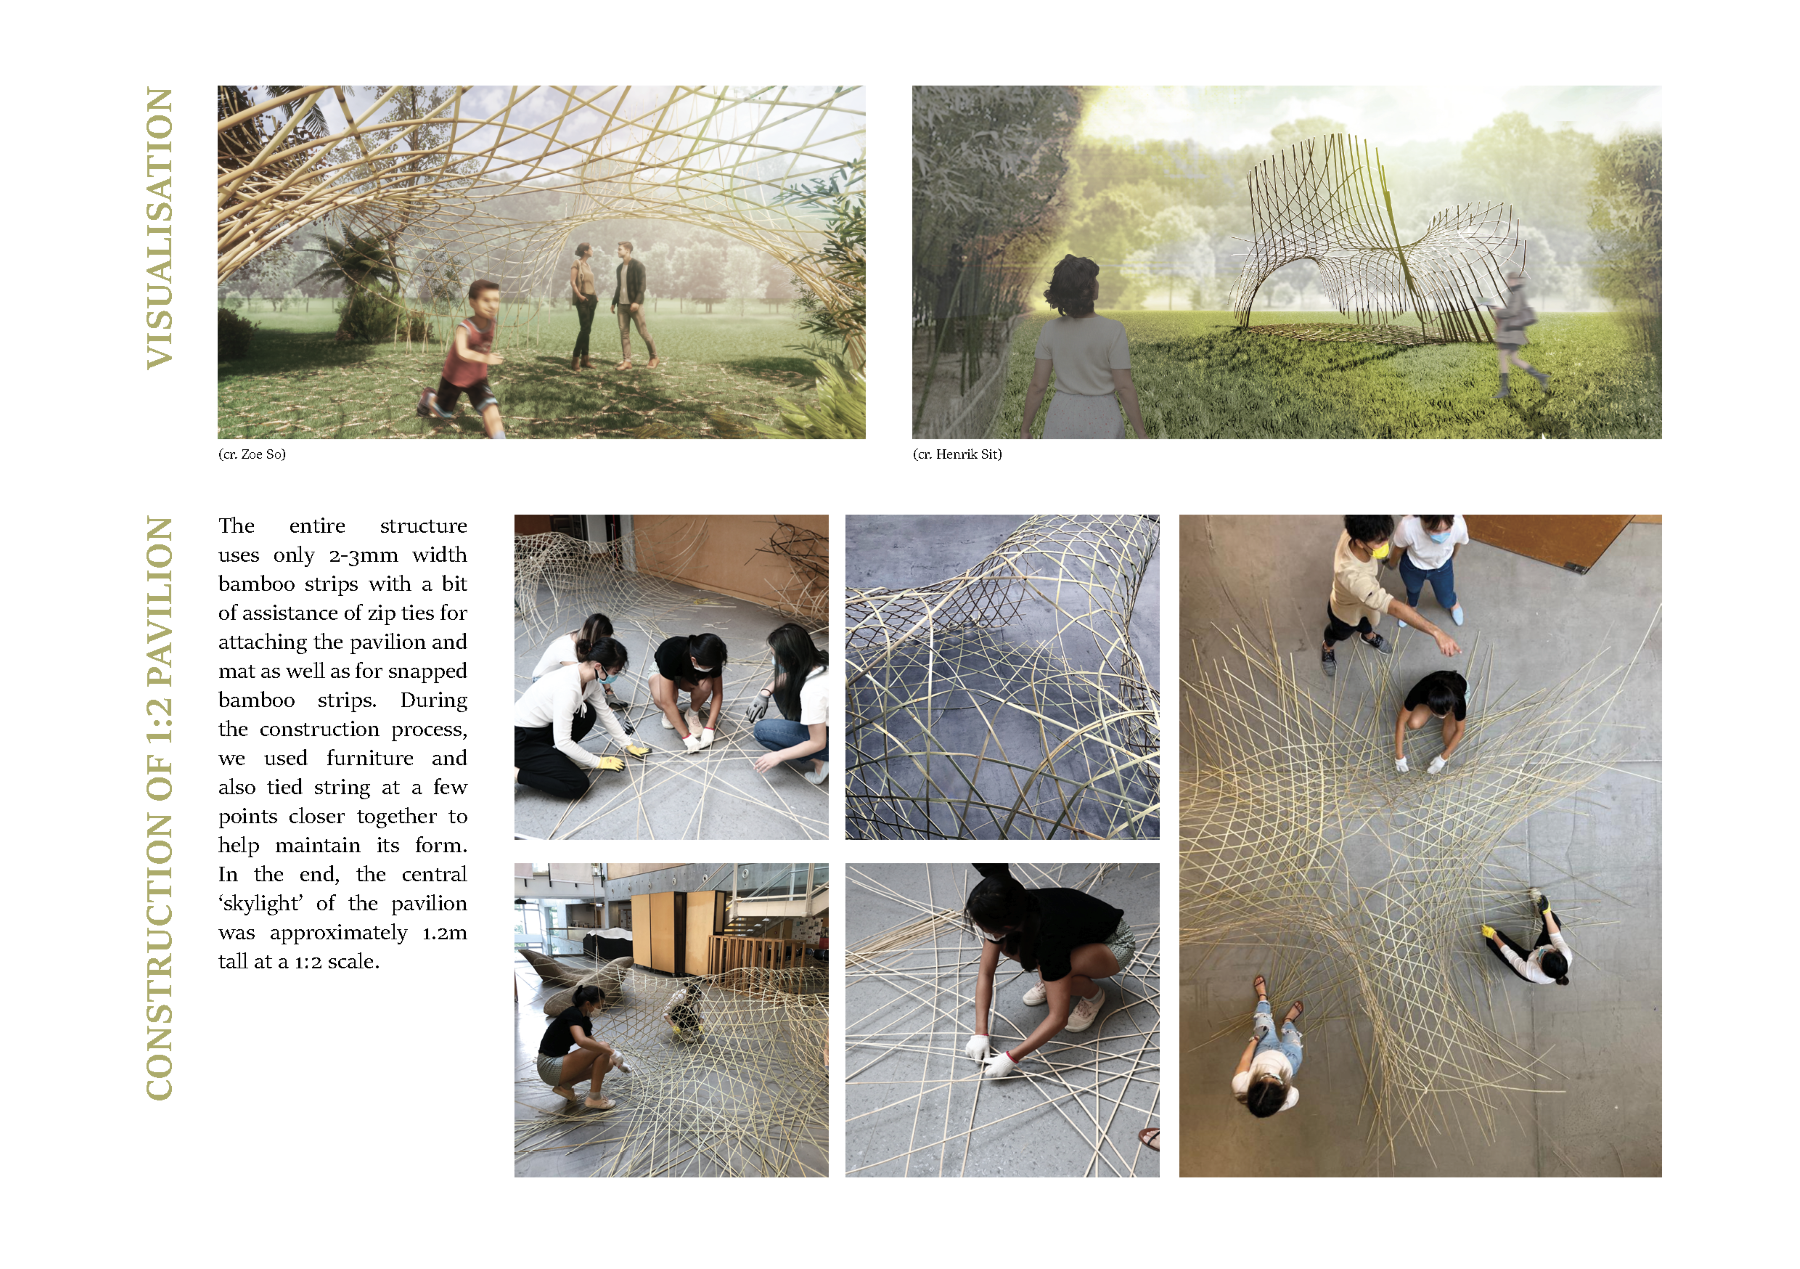 VISUALISATION
(cr. Zoe So)
(cr. Henrik Sit)
CONSTRUCTION OF 1:2 PAVILION
The entire structure
uses only 2-3mm width
bamboo strips with a bit
of assistance of zip ties for
attaching the pavilion and
mat as well as for snapped
bamboo strips. During
the construction process,
we used furniture and
also tied string at a few
points closer together to
help maintain its form.
In the end, the central
‘skylight’ of the pavilion
was approximately 1.2m
tall at a 1:2 scale.